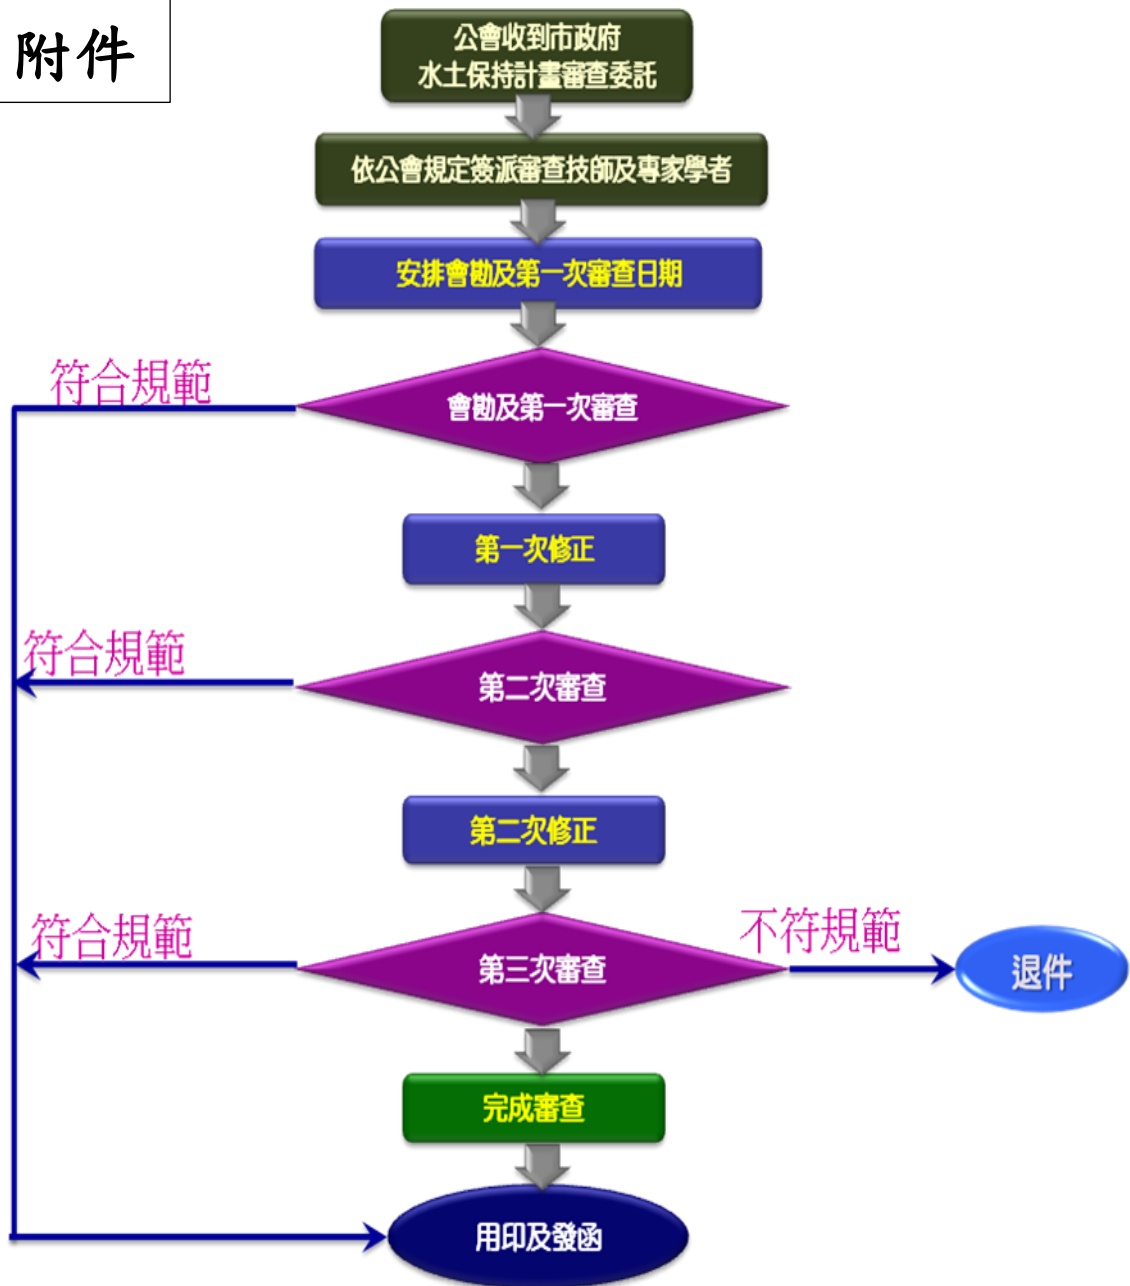 附件
公會收到市政府
水土保持計畫審查委託
依公會規定簽派審查技師及專家學者
安排會勘及第一次審查日期
符合規範
會勘及第一次審查
第一次修正
符合規範
第二次審查
第二次修正
符合規範
不符規範
第三次審查
退件
完成審查
用印及發函